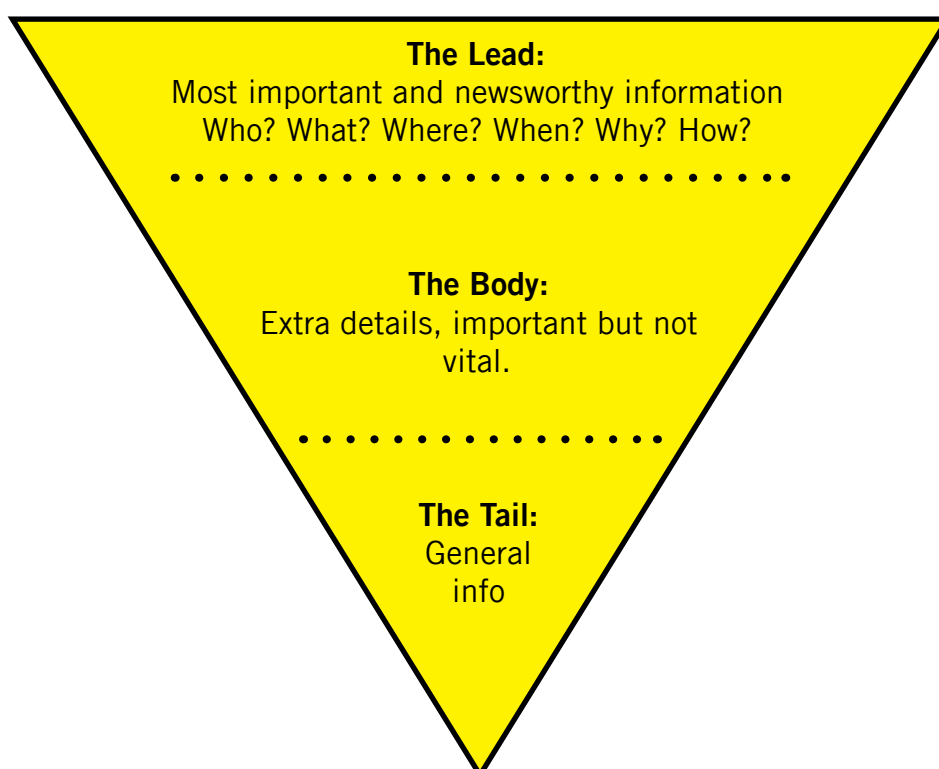 The Lead:
Most important and newsworthy information
Who? What? Where? When? Why? How?
The Body:
Extra details, important but not
vital.
The Tail:
General
info